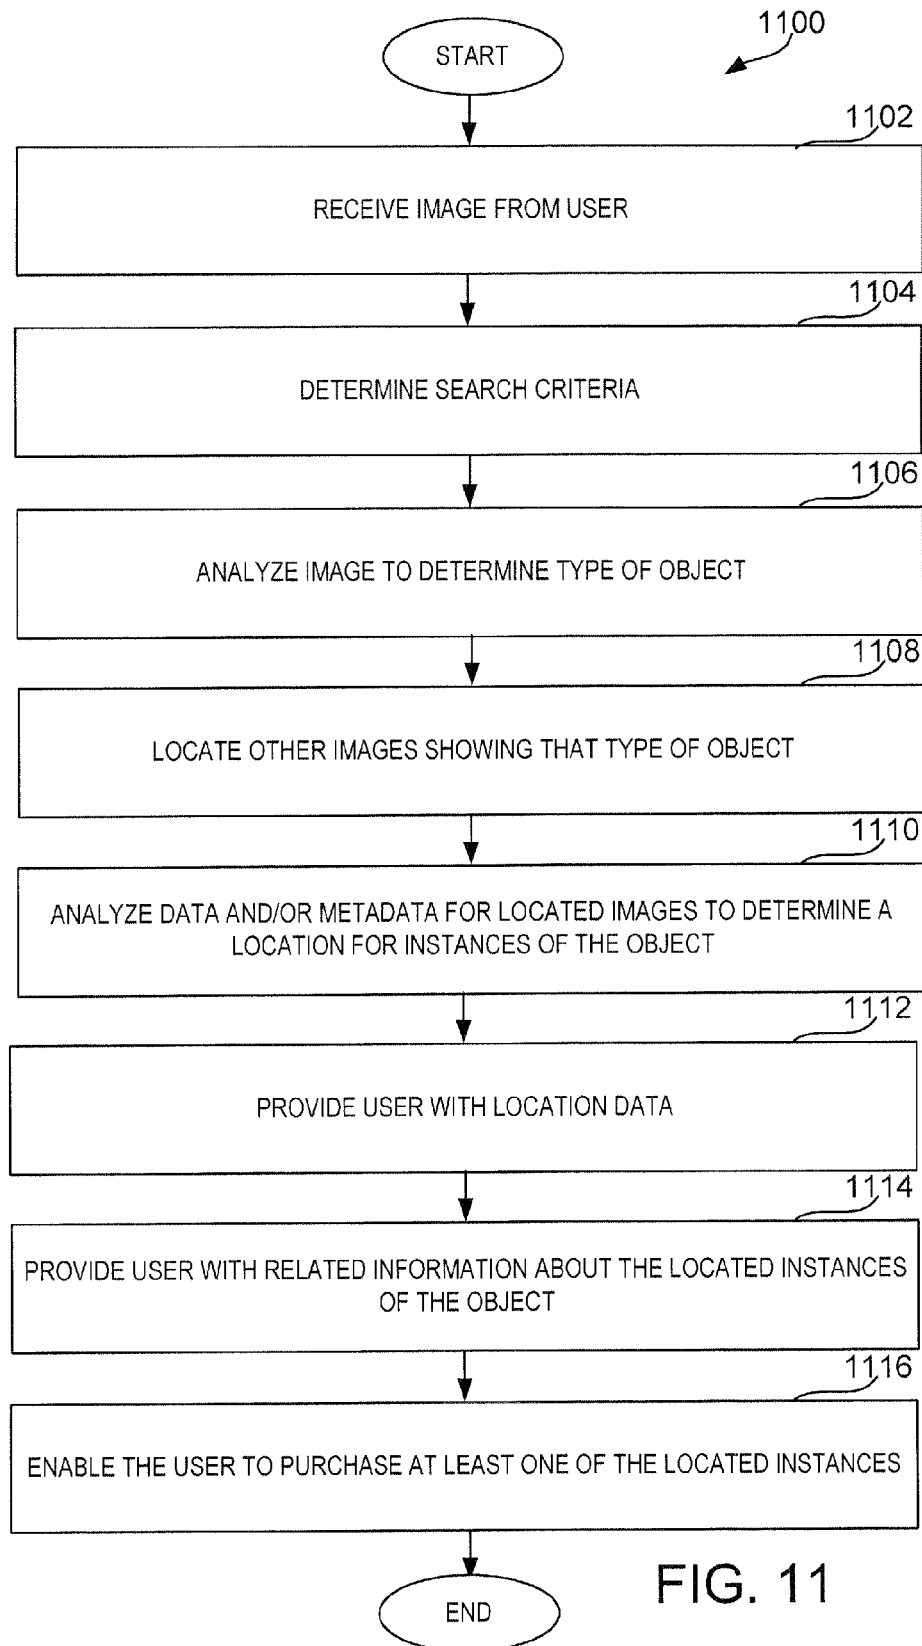 START
1100
1102
RECEIVE IMAGE FROM USER
1104
DETERMINE SEARCH CRITERIA
1106
ANALYZE IMAGE TO DETERMINE TYPE OF OBJECT
1108
LOCATE OTHER IMAGES SHOWING THAT TYPE OF OBJECT
1110
ANALYZE DATA AND/OR METADATA FOR LOCATED IMAGES TO DETERMINE A
LOCATION FOR INSTANCES OF THE OBJECT
1112
PROVIDE USER WITH LOCATION DATA
1114
PROVIDE USER WITH RELATED INFORMATION ABOUT THE LOCATED INSTANCES
OF THE OBJECT
1116
ENABLE THE USER TO PURCHASE AT LEAST ONE OF THE LOCATED INSTANCES
END
FIG. 11